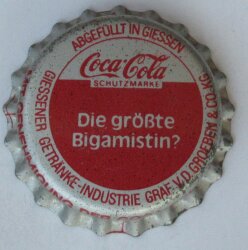 ABGEFÜLLT IN GIESSEN
Coca-Cola
SCHUTZMARKE
Die größte
Bigamistin?
GIESSENER GETRÄNKE-INDUSTRIE GRAF V.D. GROEBEN & CO. KG